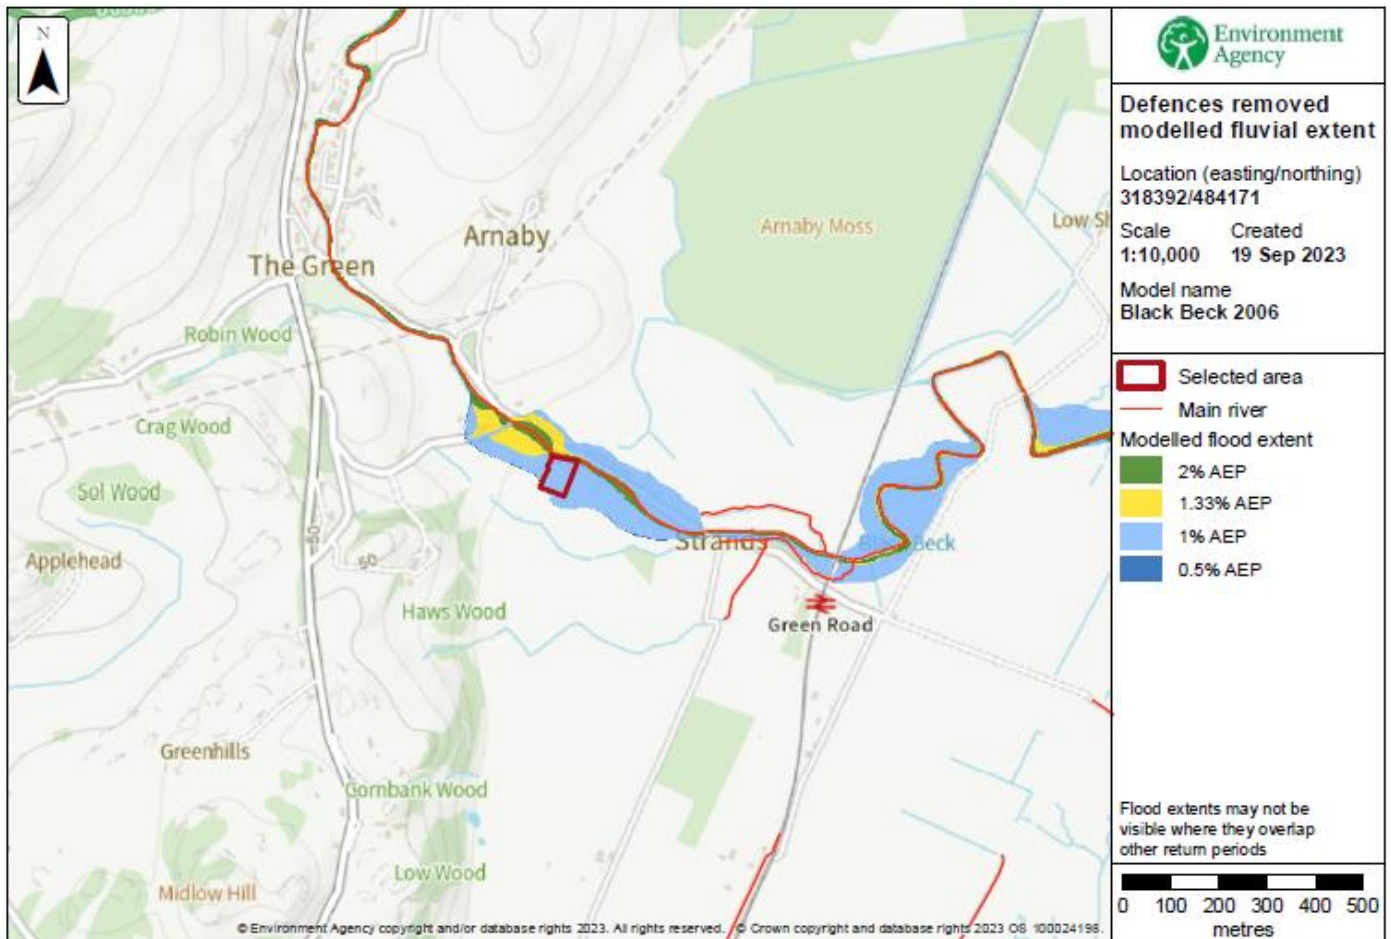 N
The Green
Arnaby
Arnaby Moss
Robin Wood
Crag Wood
Sol Wood
Applehead
50
50
Haws Wood
Strands
Black Beck
Green Road
Greenhills
Gornbank Wood
Low Wood
Midlow Hill
© Environment Agency copyright and/or database rights 2023. All rights reserved. © Crown copyright and database rights 2023 OS 100024198.
Environment
Agency
Defences removed
modelled fluvial extent
Location (easting/northing)
318392/484171
Scale Created
1:10,000 19 Sep 2023
Model name
Black Beck 2006
Selected area
Main river
Modelled flood extent
2% AEP
1.33% AEP
1% AEP
0.5% AEP
Flood extents may not be
visible where they overlap
other return periods
0 100 200 300 400 500
metres